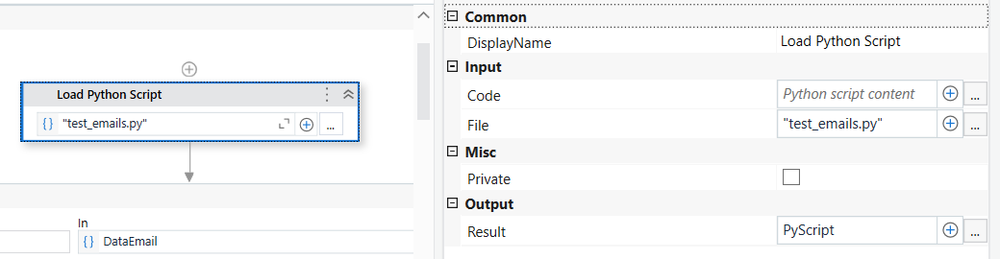 Load Python Script
"test_emails.py"
...
In
DataEmail
Common
DisplayName Load Python Script
Input
Code Python script content ...
File "test_emails.py" ...
Misc
Private
Output
Result PyScript ...